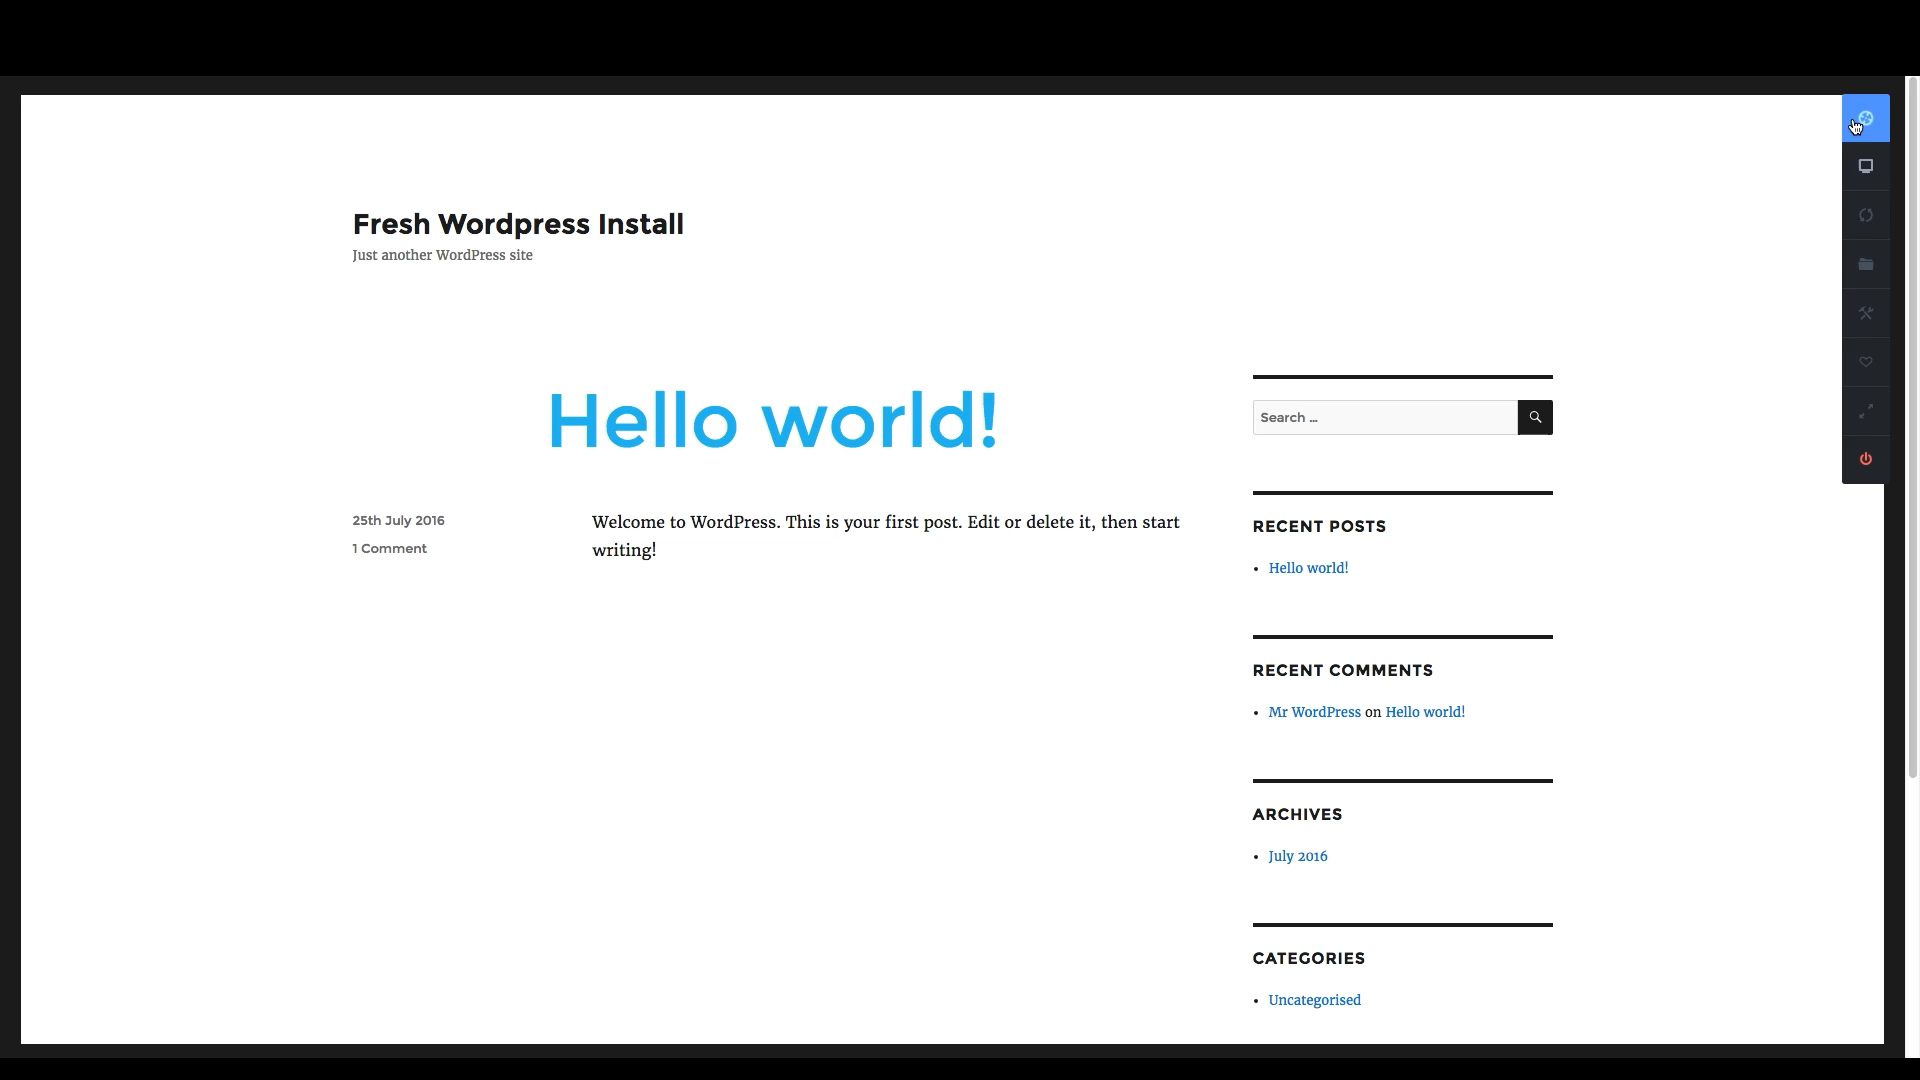 Fresh Wordpress Install
Just another WordPress site
Hello world!
25th July 2016
1 Comment
Welcome to WordPress. This is your first post. Edit or delete it, then start
writing!
Search …
RECENT POSTS
Hello world!
RECENT COMMENTS
Mr WordPress on Hello world!
ARCHIVES
July 2016
CATEGORIES
Uncategorised